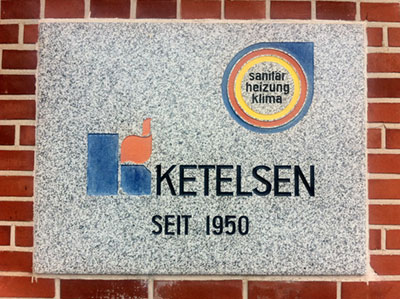 sanitär
heizung
klima
KETELSEN
SEIT 1950